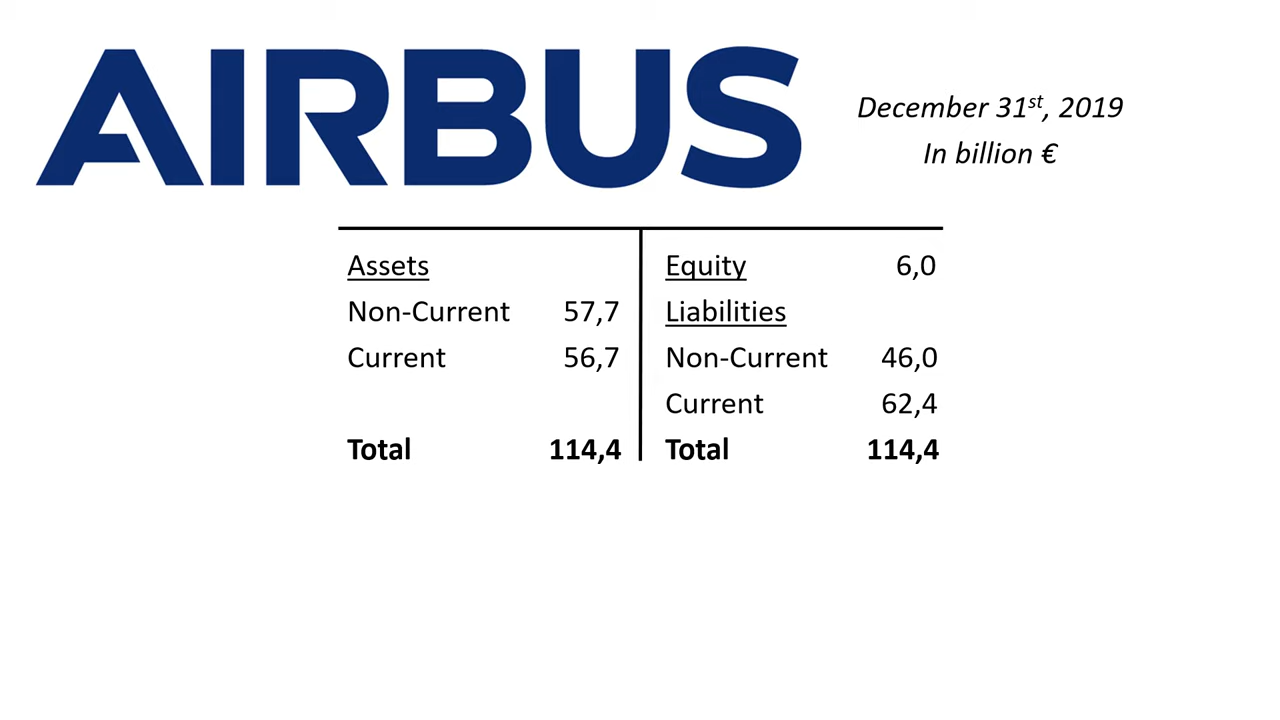 AIRBUS
December 31st, 2019
In billion €
Assets
Non-Current 57,7
Current 56,7
Total 114,4
Equity 6,0
Liabilities
Non-Current 46,0
Current 62,4
Total 114,4